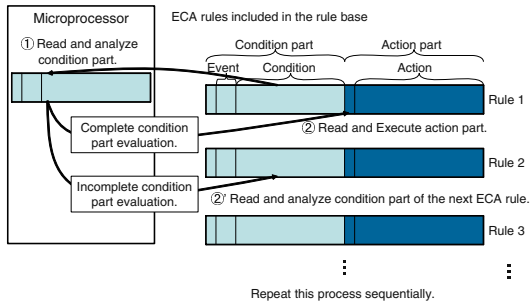 Microprocessor
① Read and analyze
condition part.
Complete condition
part evaluation.
Incomplete condition
part evaluation.
ECA rules included in the rule base
Condition part
Action part
Event
Condition
Action
Rule 1
② Read and Execute action part.
Rule 2
②' Read and analyze condition part of the next ECA rule.
Rule 3
Repeat this process sequentially.